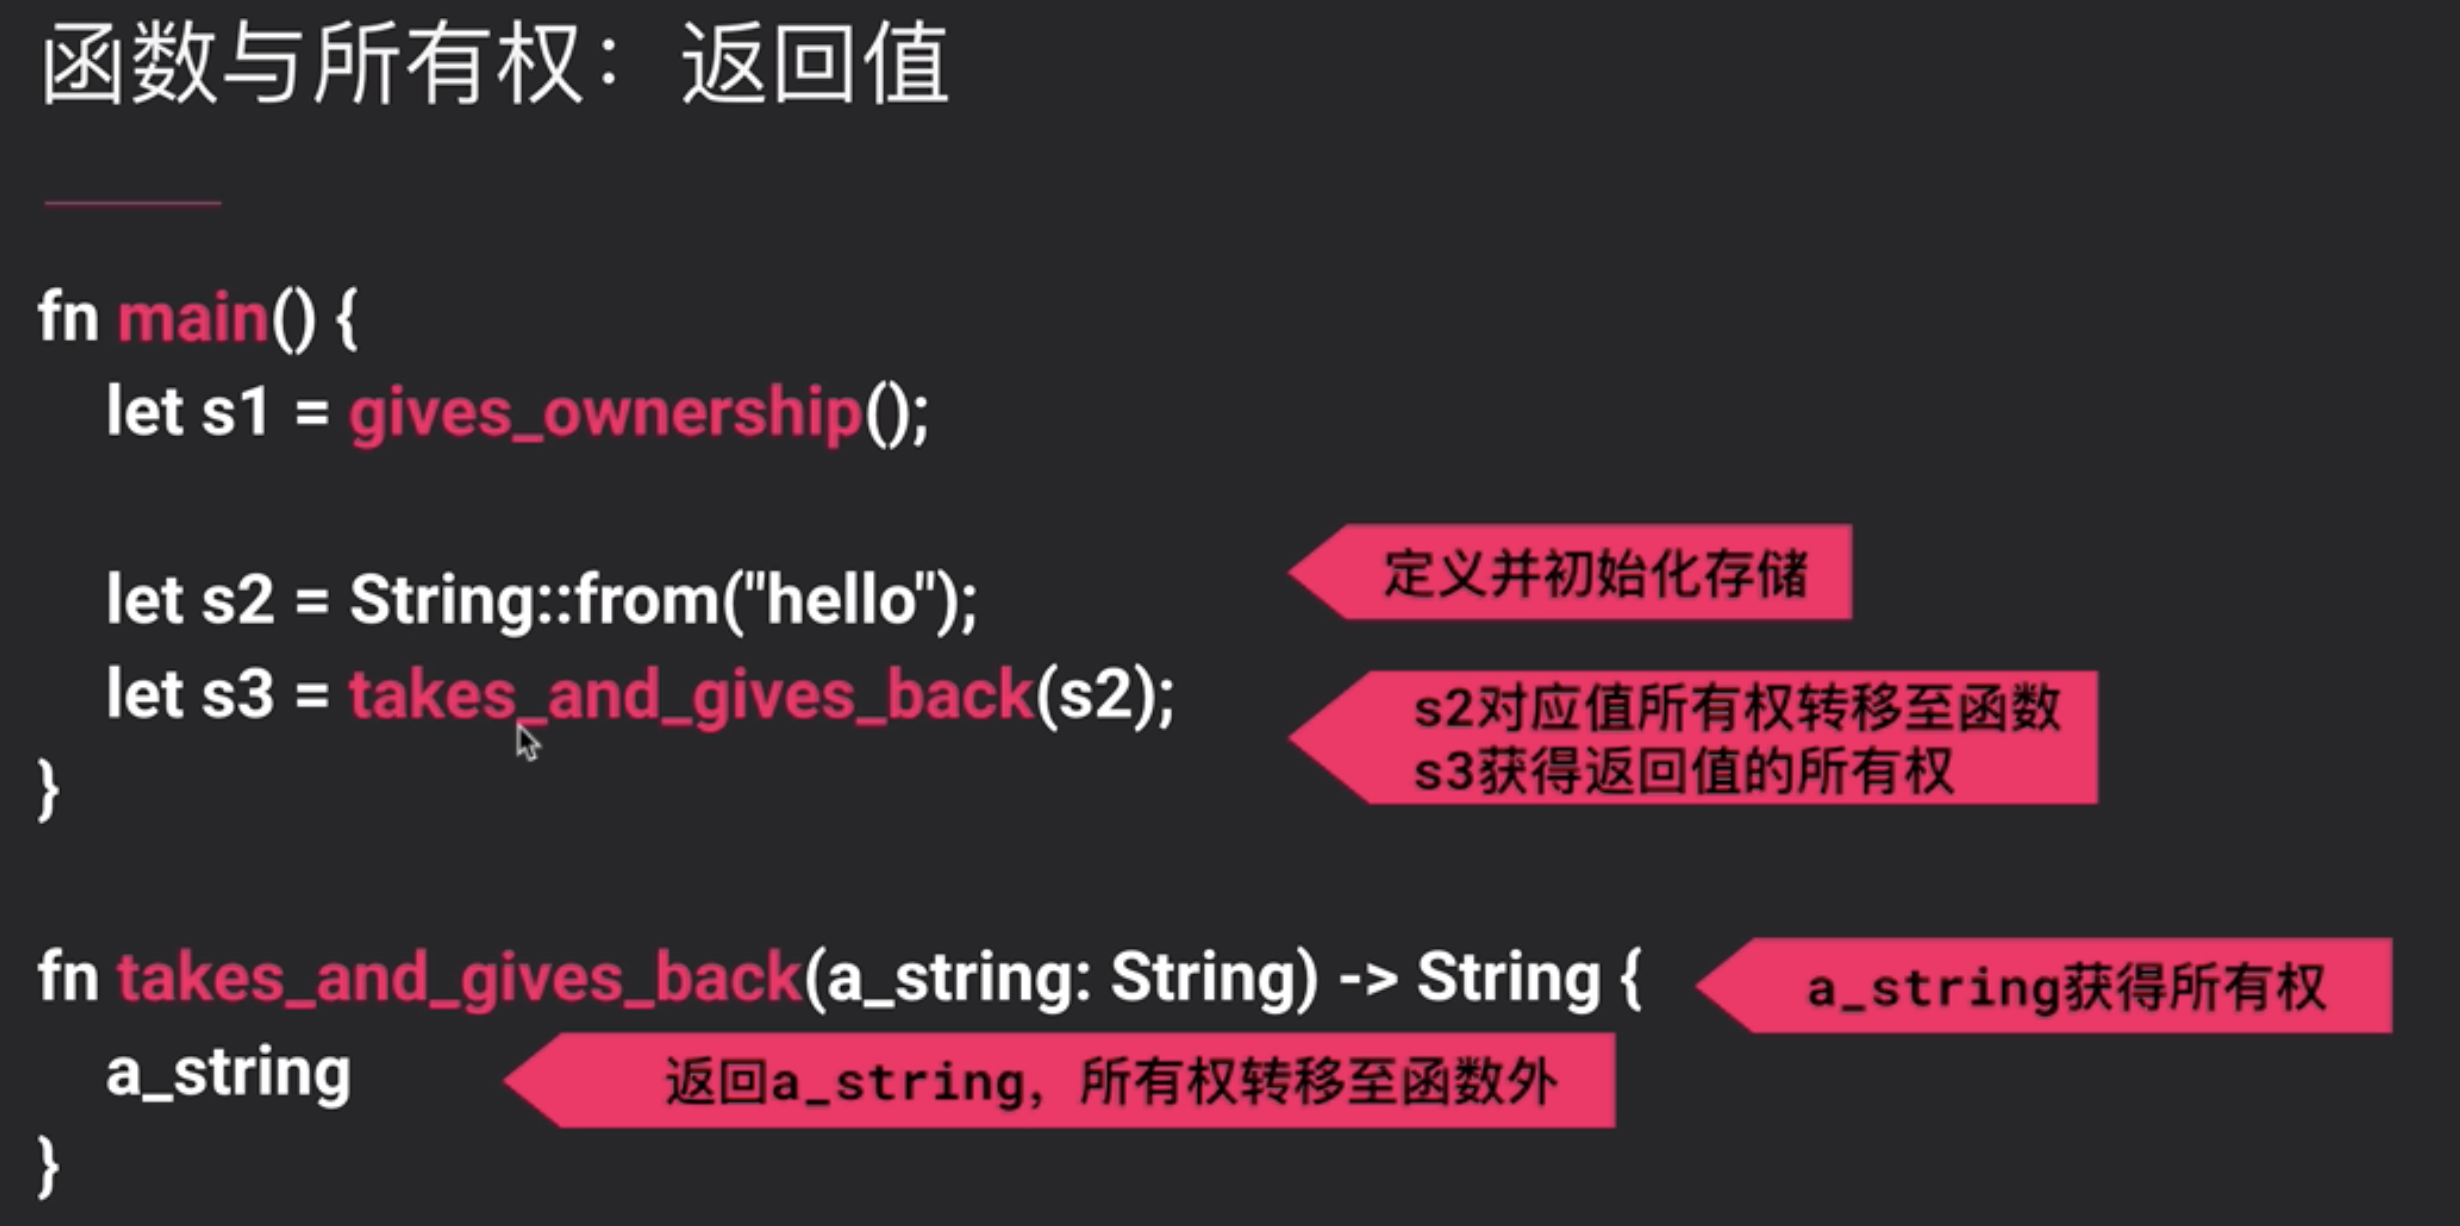 函数与所有权：返回值
fn main() {
let s1 = gives_ownership();
let s2 = String::from("hello");
定义并初始化存储
let s3 = takes_and_gives_back(s2);
s2对应值所有权转移至函数
s3获得返回值的所有权
}
fn takes_and_gives_back(a_string: String) -> String {
a_string获得所有权
a_string
返回a_string，所有权转移至函数外
}